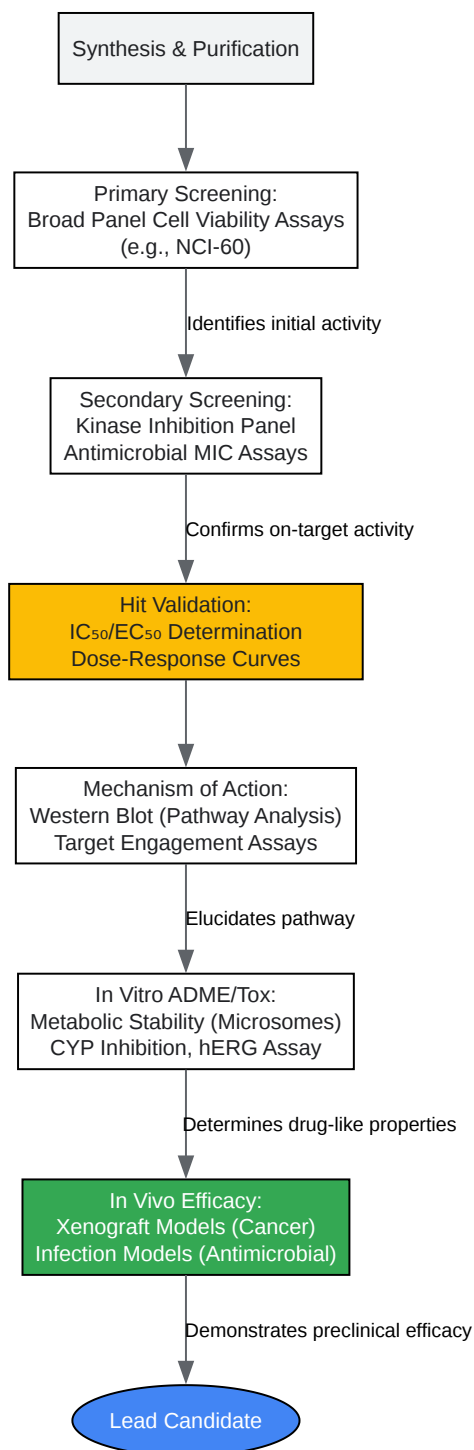 Synthesis & Purification
Primary Screening:
Broad Panel Cell Viability Assays
(e.g., NCI-60)
Identifies initial activity
Secondary Screening:
Kinase Inhibition Panel
Antimicrobial MIC Assays
Confirms on-target activity
Hit Validation:
IC₅₀/EC₅₀ Determination
Dose-Response Curves
Mechanism of Action:
Western Blot (Pathway Analysis)
Target Engagement Assays
Elucidates pathway
In Vitro ADME/Tox:
Metabolic Stability (Microsomes)
CYP Inhibition, hERG Assay
Determines drug-like properties
In Vivo Efficacy:
Xenograft Models (Cancer)
Infection Models (Antimicrobial)
Demonstrates preclinical efficacy
Lead Candidate